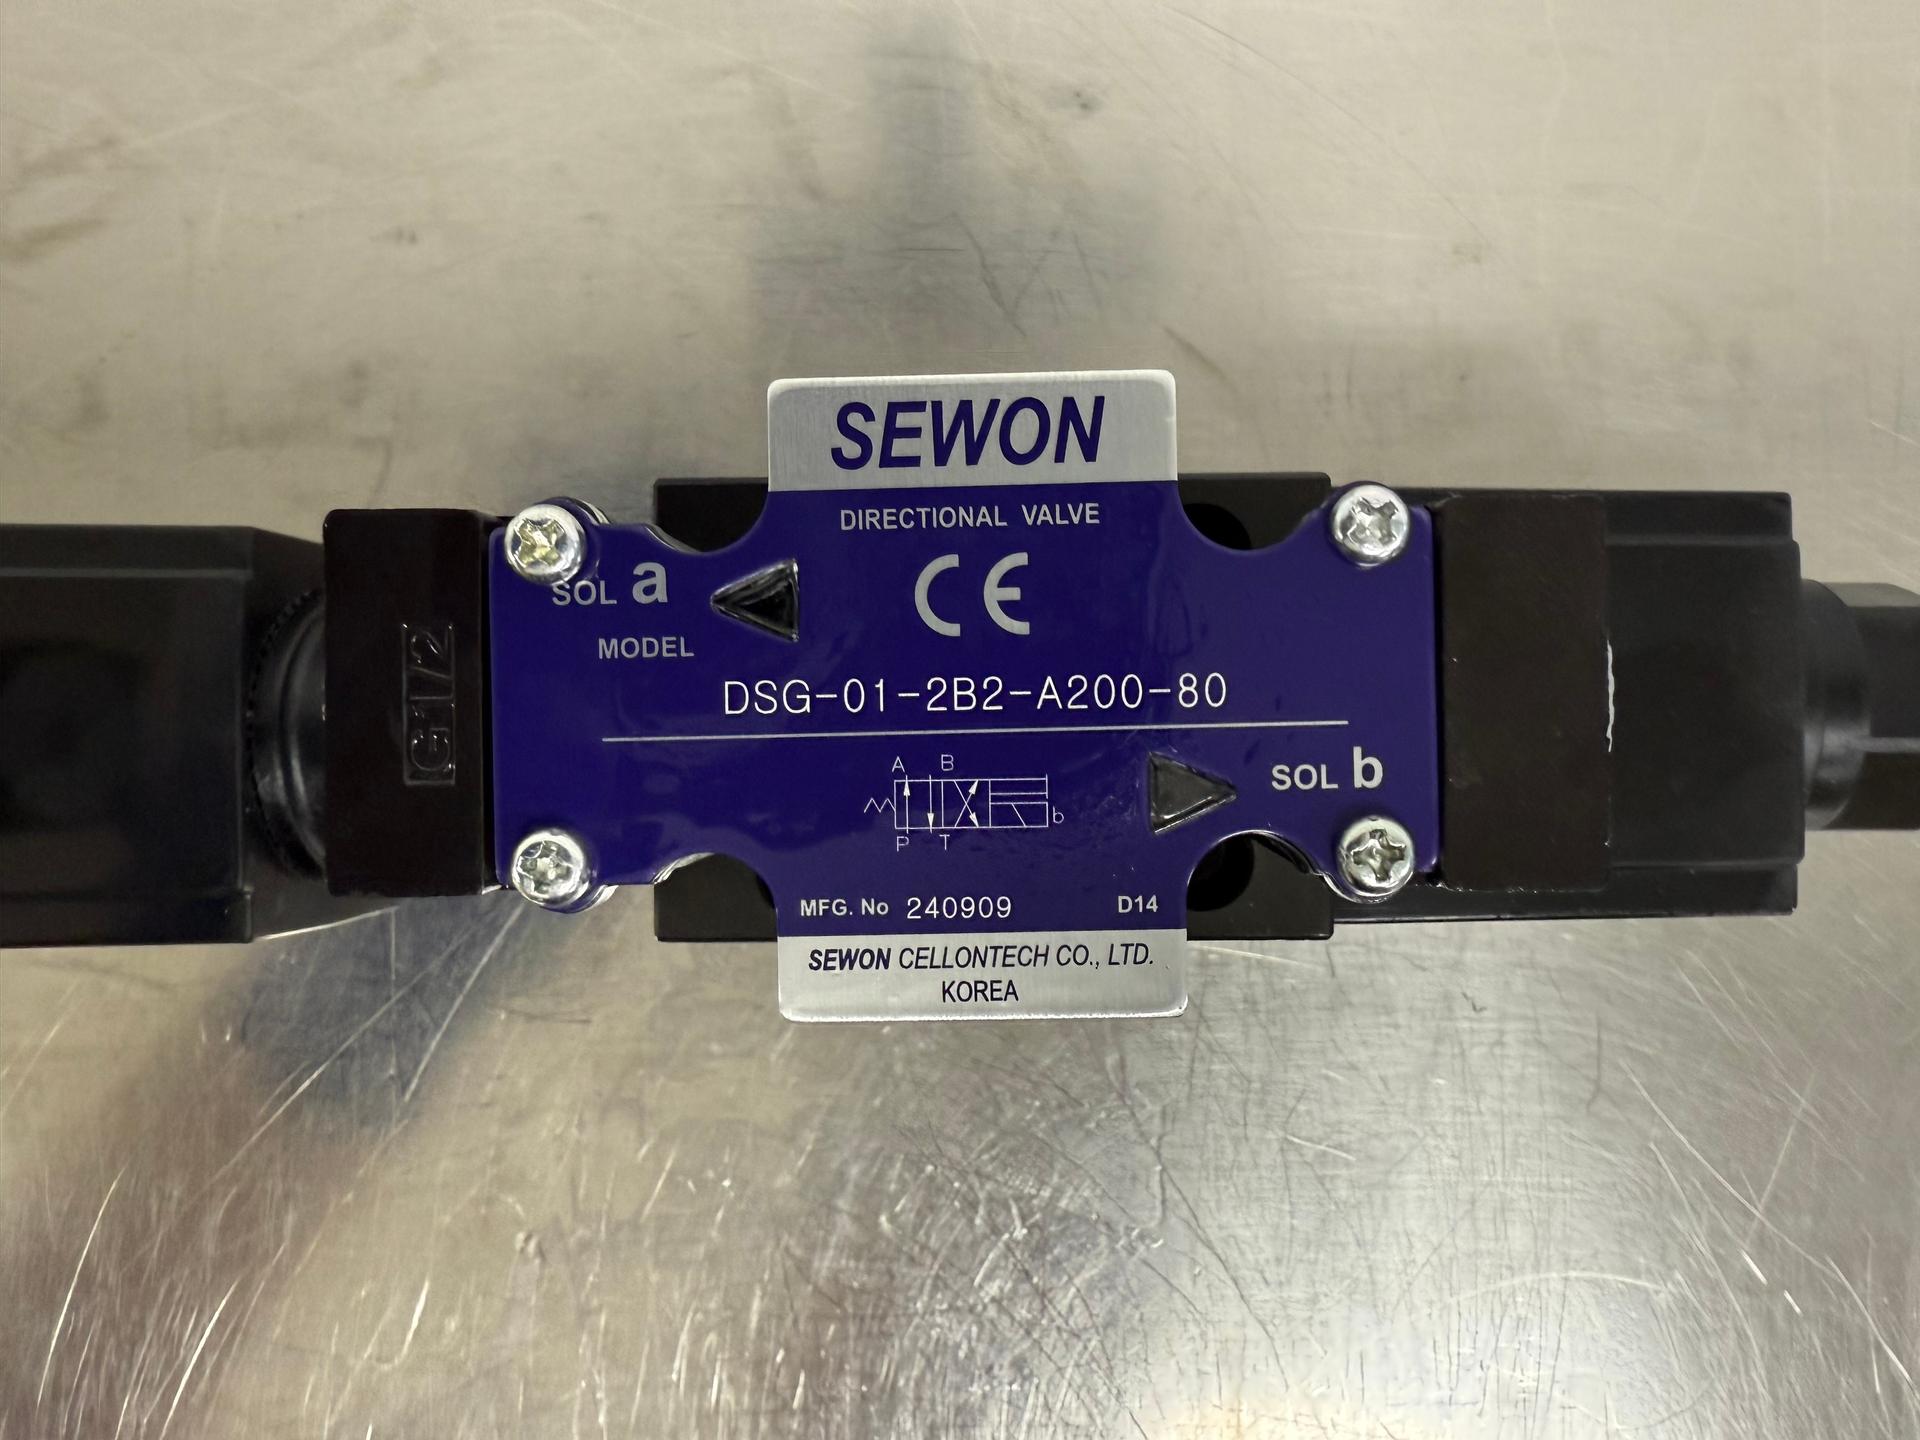 SEWON
DIRECTIONAL VALVE
CE
SOL a
MODEL
G1/2
DSG-01-2B2-A200-80
SOL b
A B
b
P T
MFG. No 240909 D14
SEWON CELLONTECH CO., LTD.
KOREA